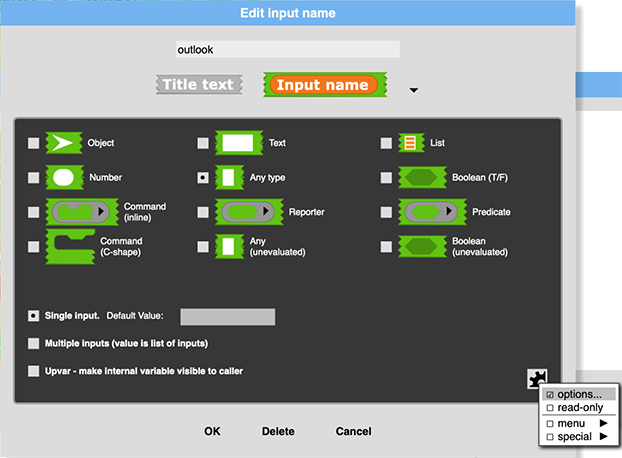 Edit input name
outlook
Title text Input name
Object Text List
Number Any type Boolean (T/F)
Command (inline) Reporter Predicate
Command (C-shape) Any (unevaluated) Boolean (unevaluated)
Single input. Default Value:
Multiple inputs (value is list of inputs)
Upvar - make internal variable visible to caller
options...
read-only
menu
special
OK Delete Cancel